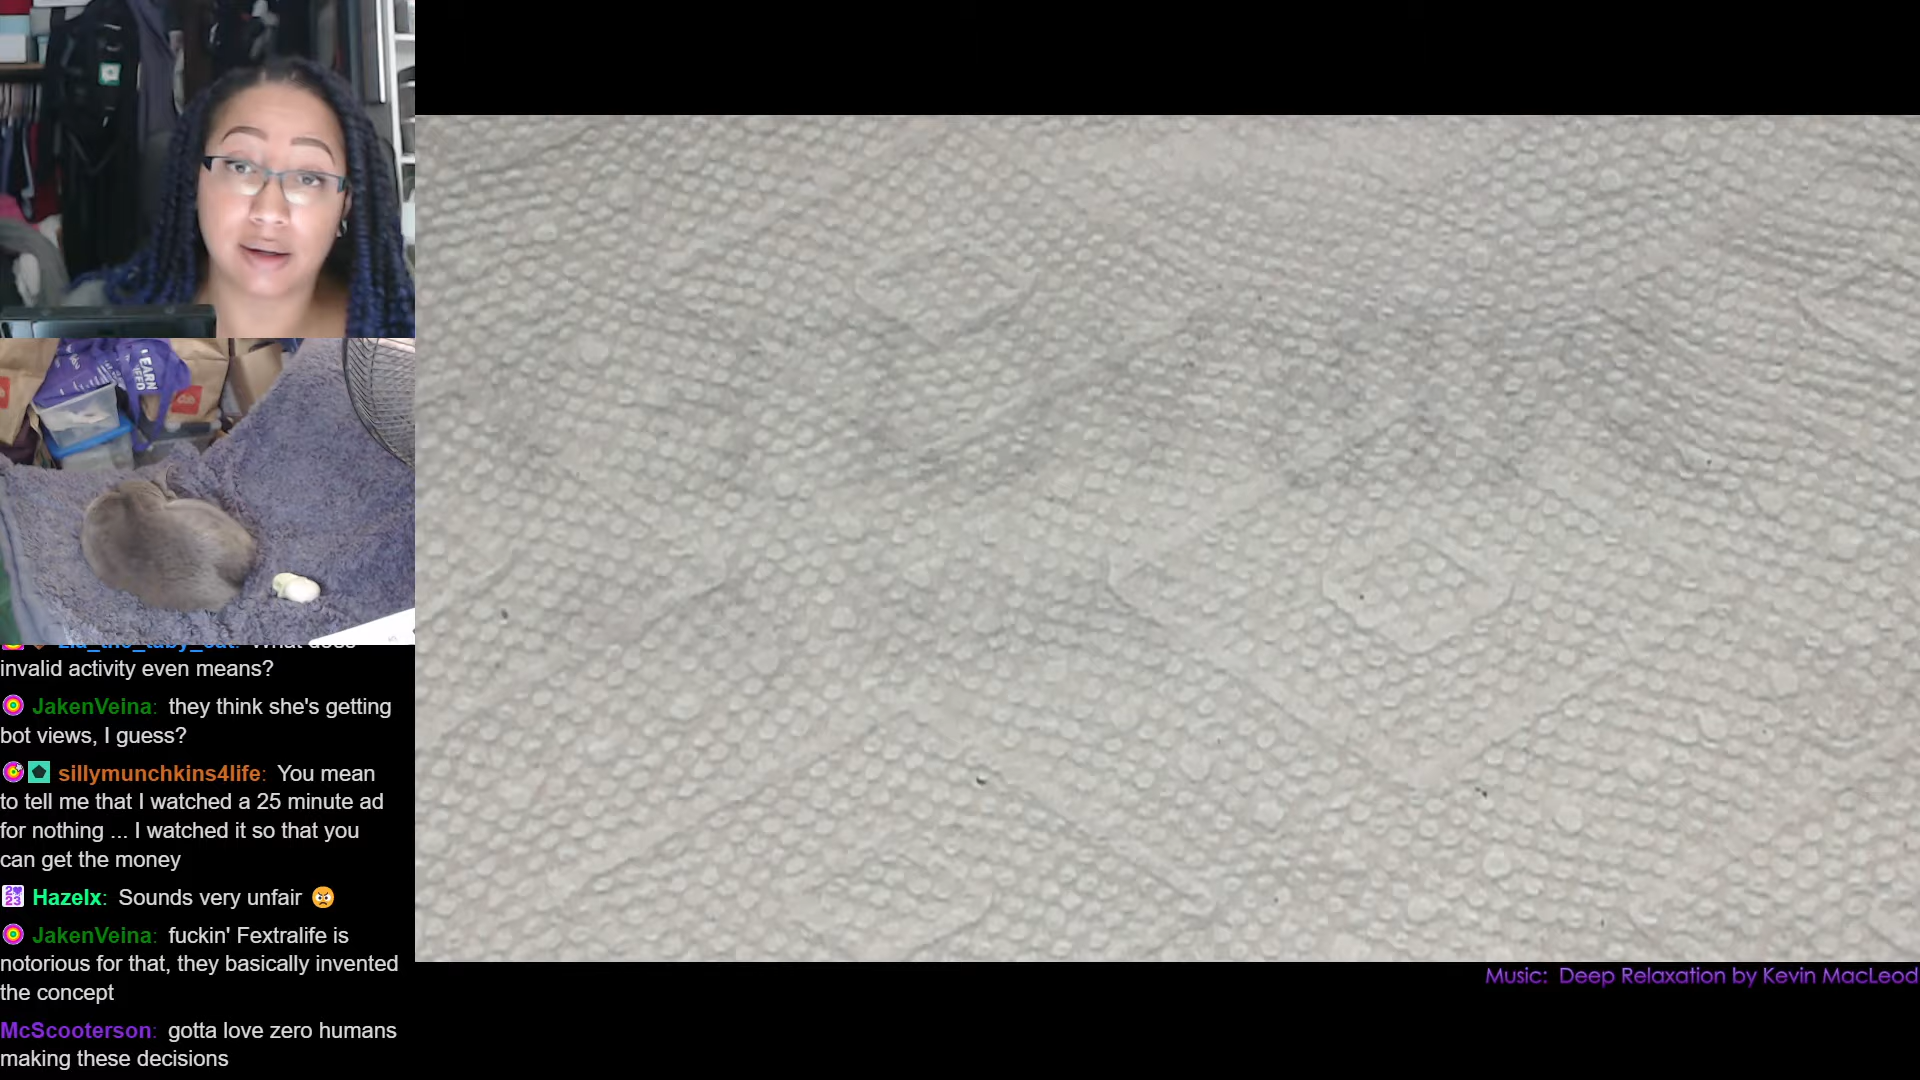 LEARN
invalid activity even means?
JakenVeina: they think she's getting
bot views, I guess?
sillymunchkins4life: You mean
to tell me that I watched a 25 minute ad
for nothing ... I watched it so that you
can get the money
2023 Hazelx: Sounds very unfair 😠
JakenVeina: fuckin' Fextralife is
notorious for that, they basically invented
the concept
McScooterson: gotta love zero humans
making these decisions
Music: Deep Relaxation by Kevin MacLeod